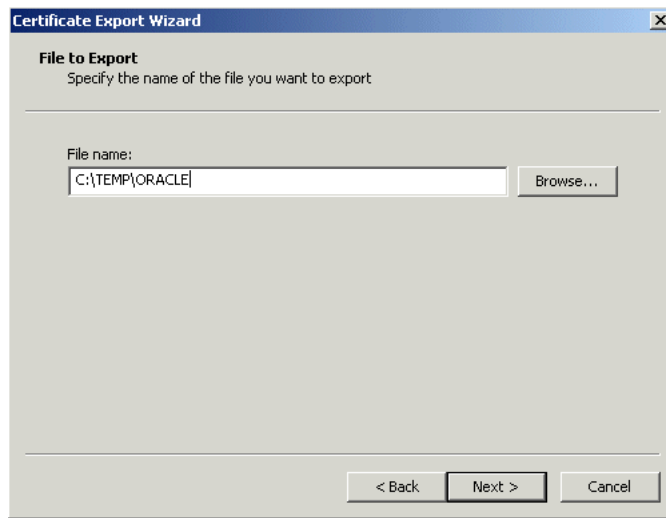 Certificate Export Wizard
File to Export
Specify the name of the file you want to export
File name:
C:\TEMP\ORACLE
Browse...
< Back
Next >
Cancel